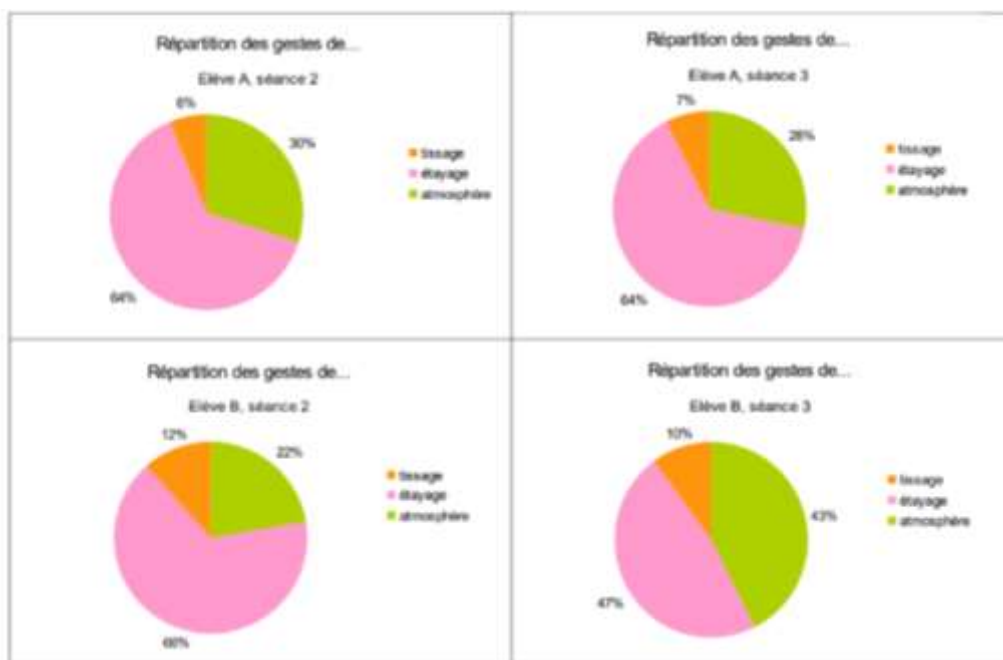 Répartition des gestes de...
Elève A, séance 2
6%
30%
64%
tissage
étayage
atmosphère
Répartition des gestes de...
Elève A, séance 3
7%
28%
64%
tissage
étayage
atmosphère
Répartition des gestes de...
Elève B, séance 2
12%
22%
66%
tissage
étayage
atmosphère
Répartition des gestes de...
Elève B, séance 3
10%
43%
47%
tissage
étayage
atmosphère